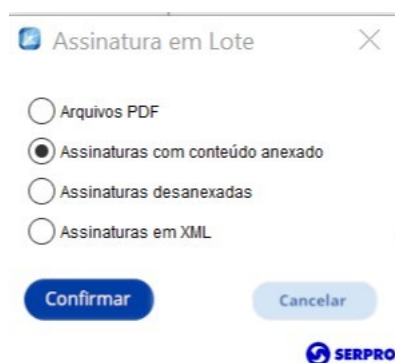 Assinatura em Lote
Arquivos PDF
Assinaturas com conteúdo anexado
Assinaturas desanexadas
Assinaturas em XML
Confirmar Cancelar
SERPRO